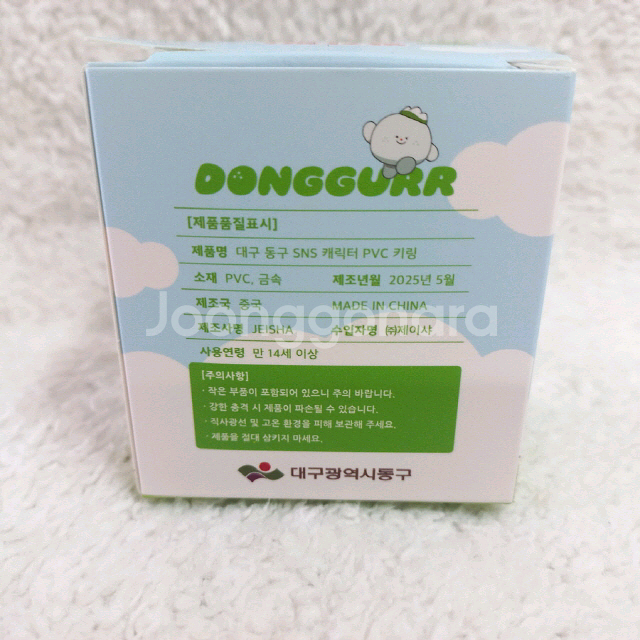 DONGGURR
[제품품질표시]
제품명 대구 동구 SNS 캐릭터 PVC 키링
소재 PVC, 금속 제조년월 2025년 5월
제조국 중국 MADE IN CHINA
Joonggonara
제조자명 JEISHA 수입자명 ㈜제이샤
사용연령 만 14세 이상
[주의사항]
· 작은 부품이 포함되어 있으니 주의 바랍니다.
· 강한 충격 시 제품이 파손될 수 있습니다.
· 직사광선 및 고온 환경을 피해 보관해 주세요.
· 제품을 절대 삼키지 마세요.
대구광역시동구